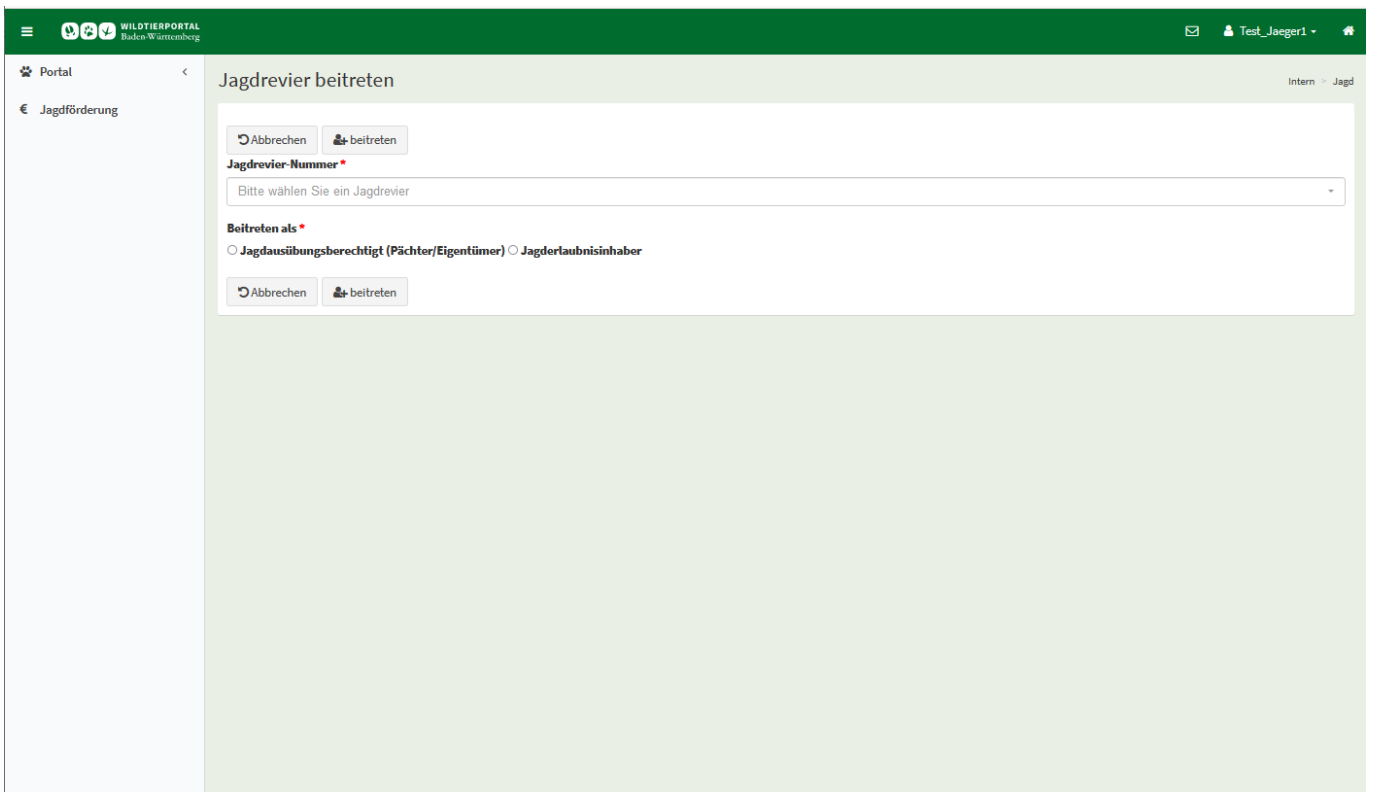 WILDTIERPORTAL
Baden-Württemberg
Test_Jaeger1
Portal
Jagdförderung
Jagdrevier beitreten
Intern > Jagd
Abbrechen beitreten
Jagdrevier-Nummer *
Bitte wählen Sie ein Jagdrevier
Beitreten als *
Jagdausübungsberechtigt (Pächter/Eigentümer) Jagderlaubnisinhaber
Abbrechen beitreten